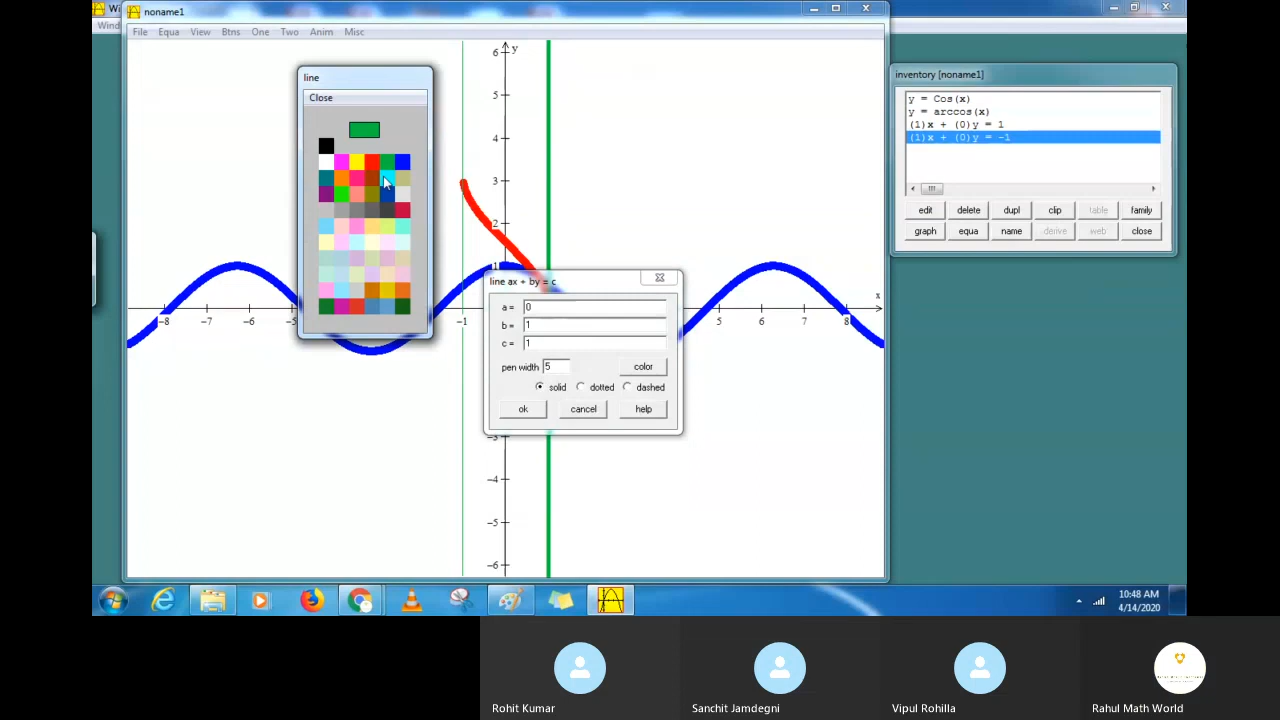 Wi
Wind
noname1
File Equa View Btns One Two Anim Misc
line
Close
y
6
5
4
3
2
1
x
−8 −7 −6 −5 −1 5 6 7 8
−3
−4
−5
−6
line ax + by = c
a = 0
b = 1
c = 1
pen width 5 color
solid dotted dashed
ok cancel help
inventory [noname1]
y = Cos(x)
y = arccos(x)
(1)x + (0)y = 1
(1)x + (0)y = -1
edit delete dupl clip table family
graph equa name derive web close
10:48 AM
4/14/2020
Rohit Kumar Sanchit Jamdegni Vipul Rohilla Rahul Math World